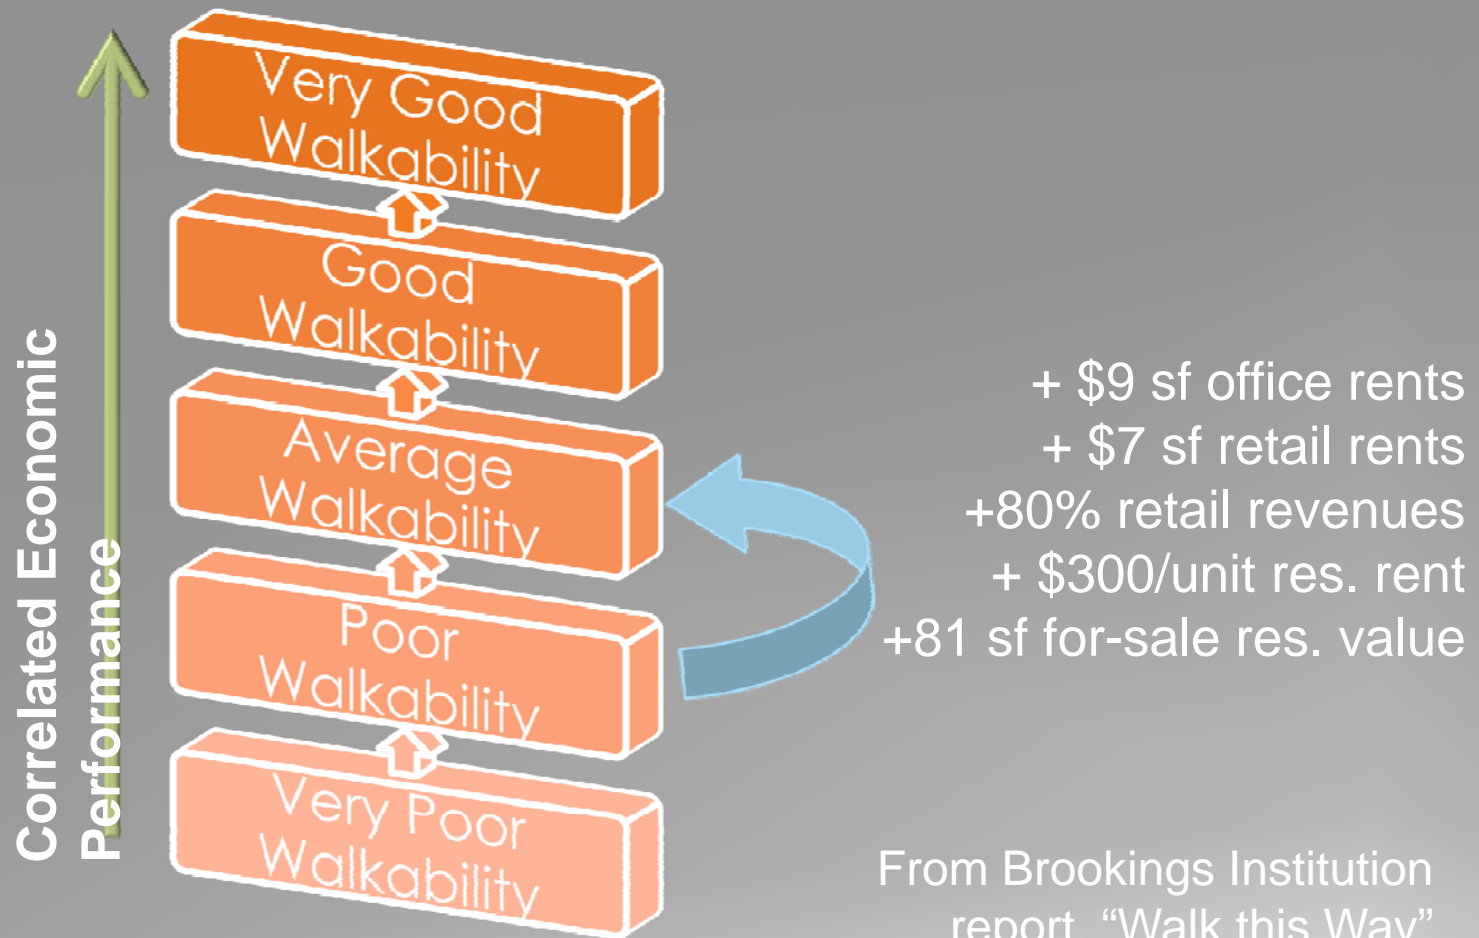 Correlated Economic
Performance
Very Good
Walkability
Good
Walkability
Average
Walkability
Poor
Walkability
Very Poor
Walkability
+ $9 sf office rents
+ $7 sf retail rents
+80% retail revenues
+ $300/unit res. rent
+81 sf for-sale res. value
From Brookings Institution
report, “Walk this Way”